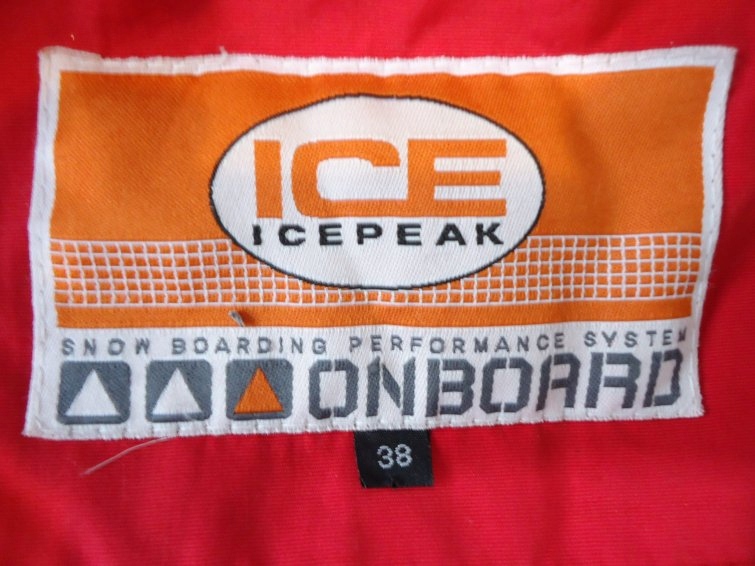 ICE
ICEPEAK
SNOW BOARDING PERFORMANCE SYSTEM
ONBOARD
38